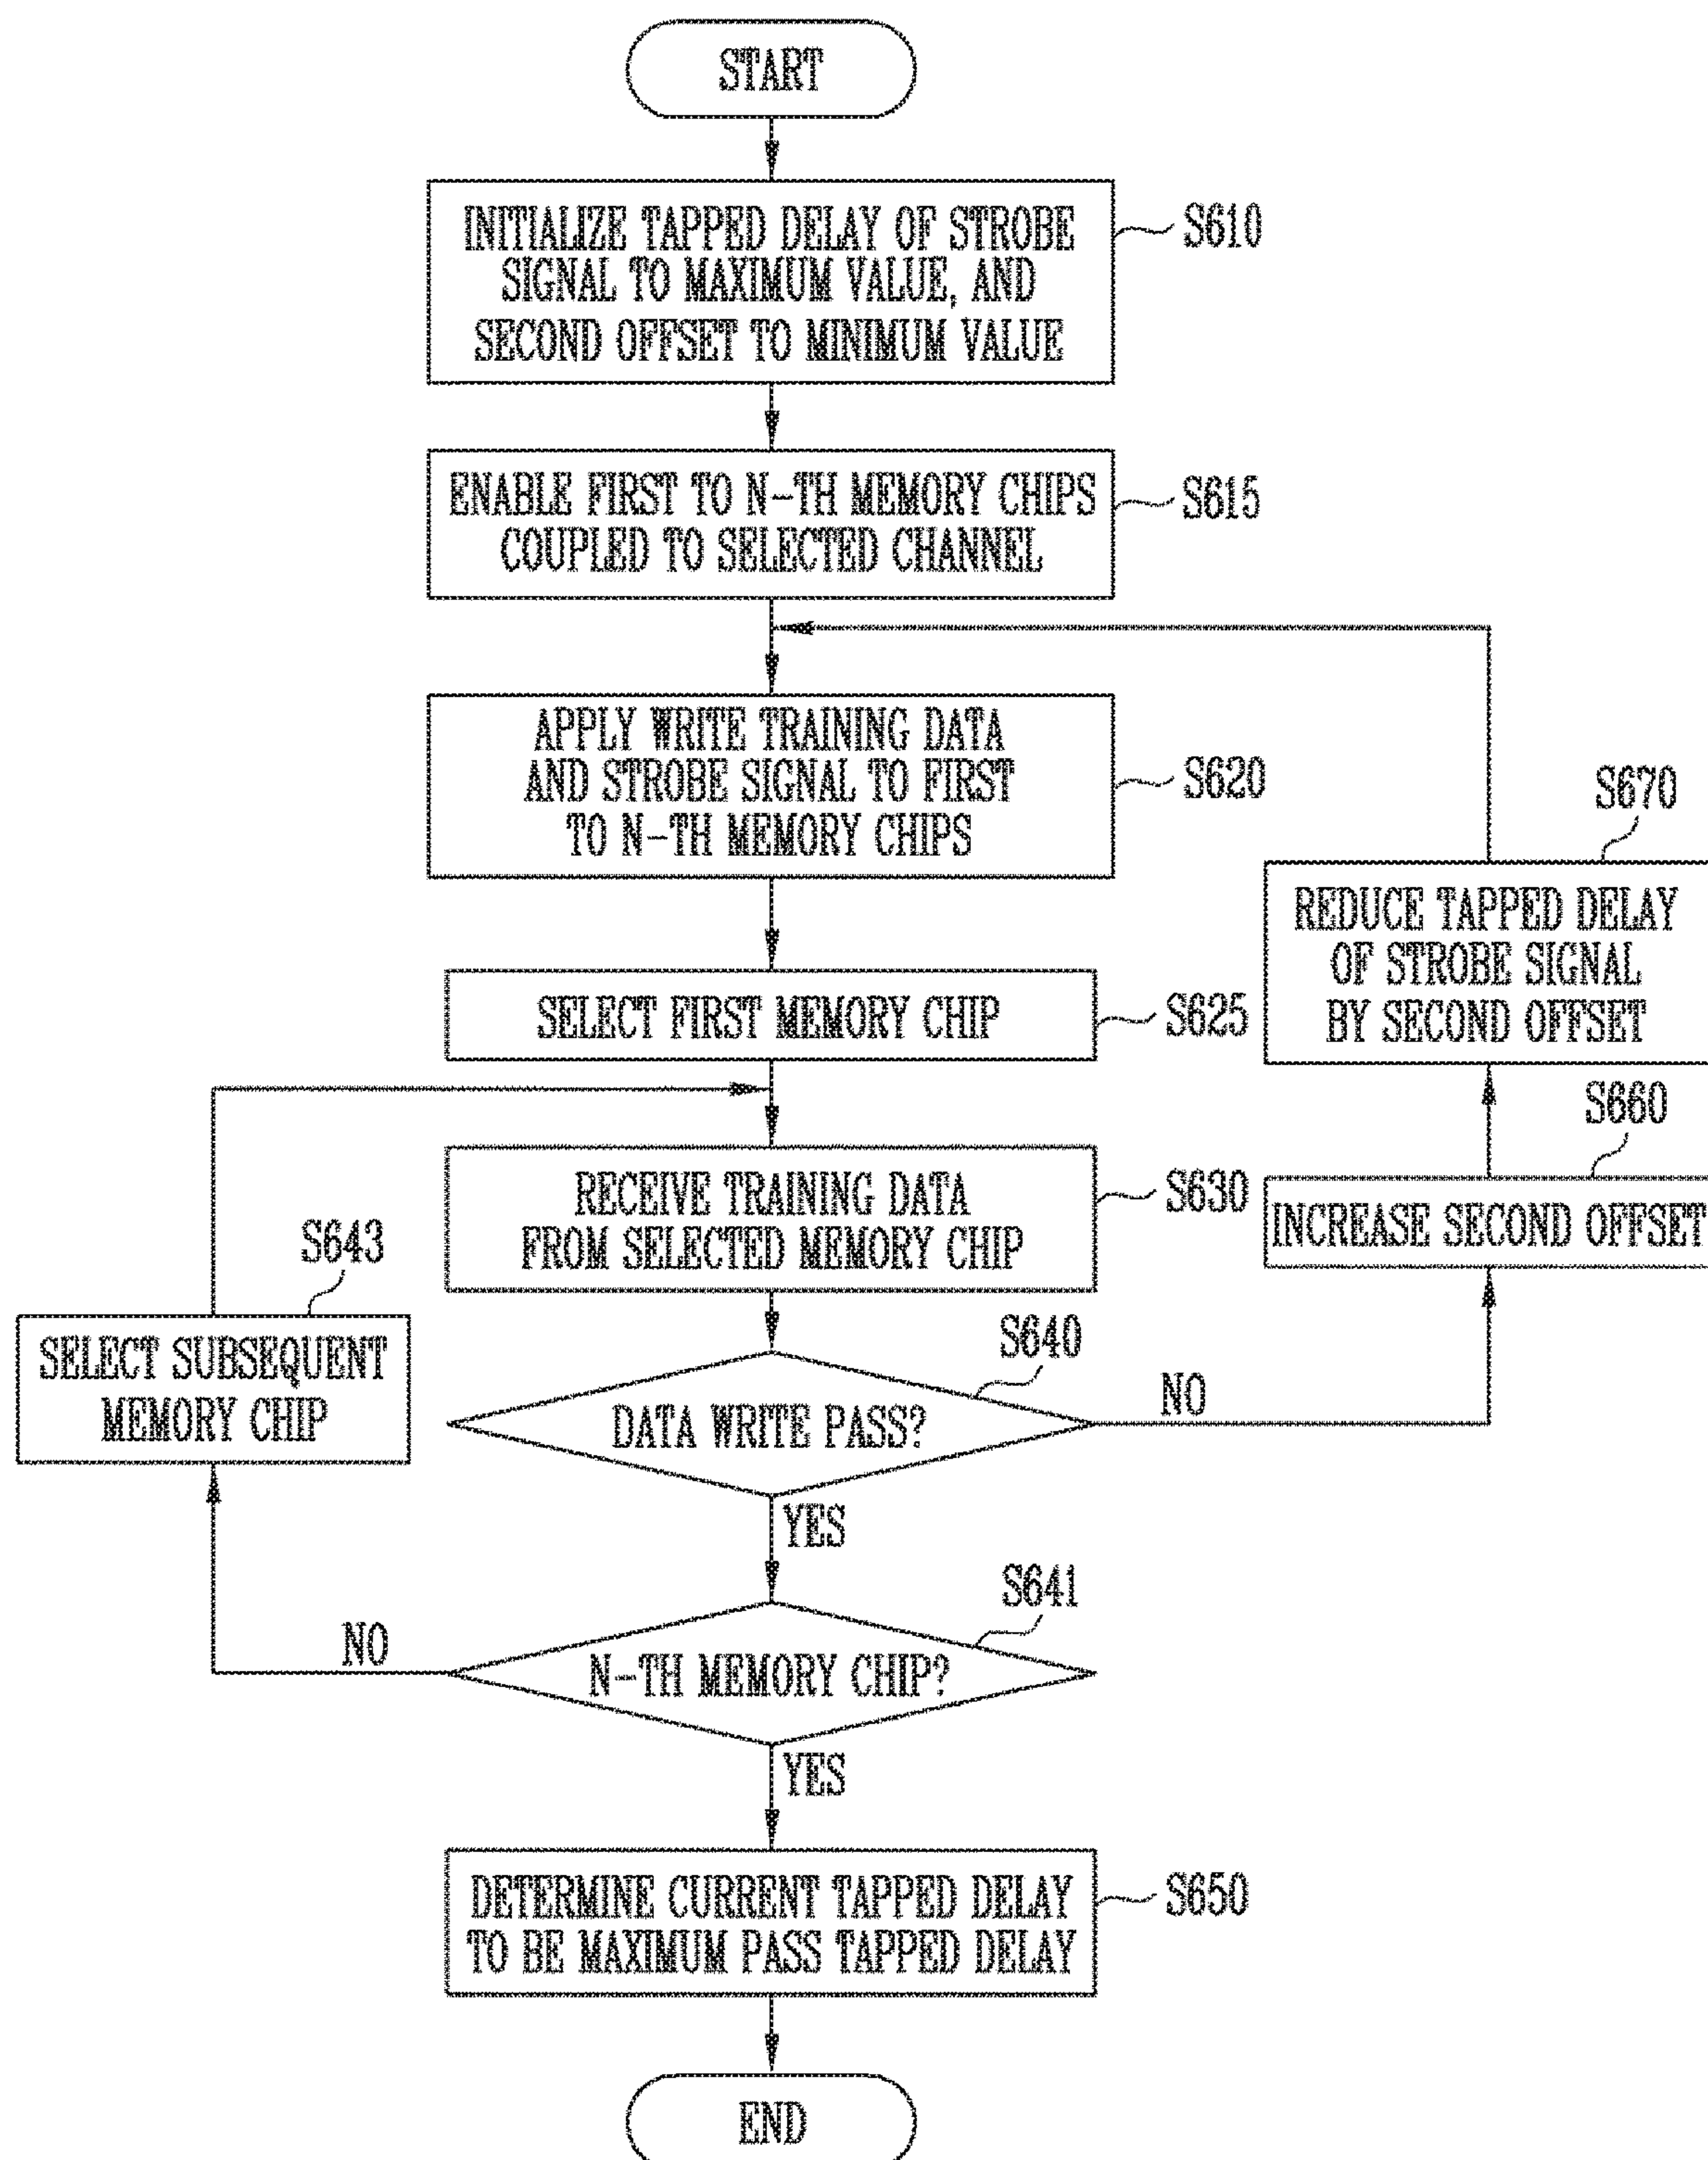 START
INITIALIZE TAPPED DELAY OF STROBE
SIGNAL TO MAXIMUM VALUE, AND
SECOND OFFSET TO MINIMUM VALUE
S610
ENABLE FIRST TO N-TH MEMORY CHIPS
COUPLED TO SELECTED CHANNEL
S615
APPLY WRITE TRAINING DATA
AND STROBE SIGNAL TO FIRST
TO N-TH MEMORY CHIPS
S620
S670
REDUCE TAPPED DELAY
OF STROBE SIGNAL
BY SECOND OFFSET
SELECT FIRST MEMORY CHIP
S625
S660
INCREASE SECOND OFFSET
RECEIVE TRAINING DATA
FROM SELECTED MEMORY CHIP
S630
S643
SELECT SUBSEQUENT
MEMORY CHIP
S640
DATA WRITE PASS?
NO
YES
S641
N-TH MEMORY CHIP?
NO
YES
DETERMINE CURRENT TAPPED DELAY
TO BE MAXIMUM PASS TAPPED DELAY
S650
END